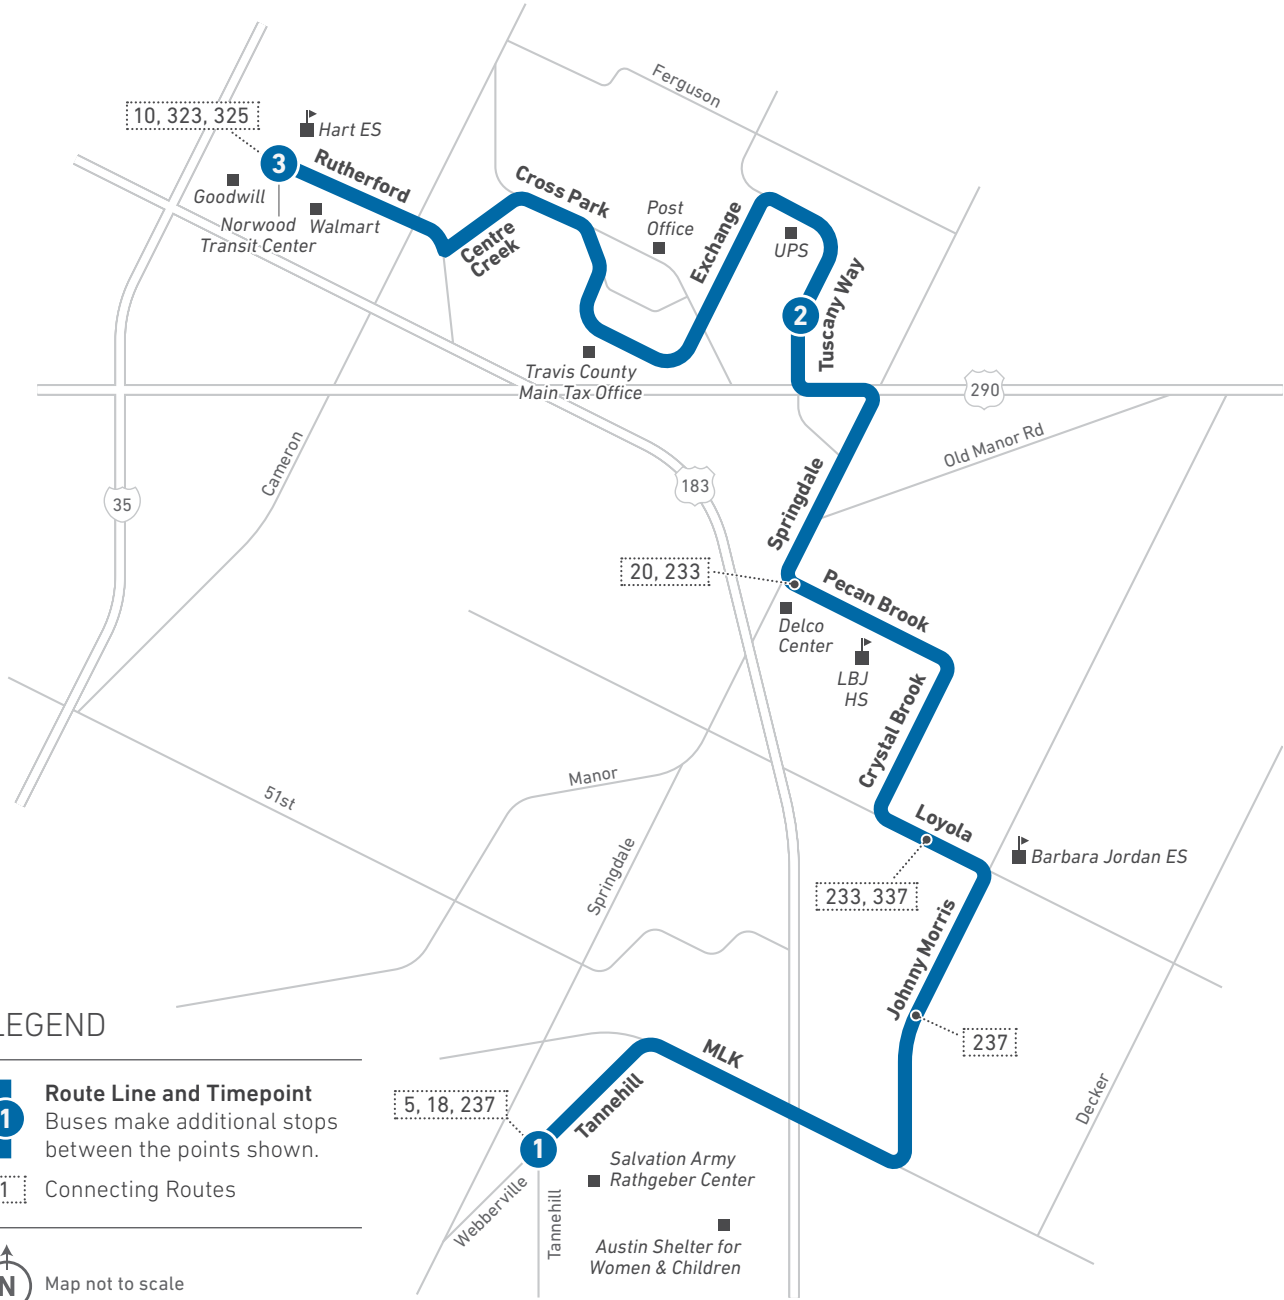 Ferguson
10, 323, 325
Hart ES
3
Rutherford
Goodwill
Norwood
Transit Center
Walmart
Cross Park
Centre
Creek
Post
Office
Exchange
UPS
2
Tuscany Way
Travis County
Main Tax Office
290
Old Manor Rd
Cameron
35
183
Springdale
20, 233
Pecan Brook
Delco
Center
LBJ
HS
Crystal Brook
Manor
51st
Loyola
Barbara Jordan ES
Springdale
233, 337
Johnny Morris
237
MLK
Decker
5, 18, 237
Tannehill
1
Salvation Army
Rathgeber Center
Webberville
Tannehill
Austin Shelter for
Women & Children
LEGEND
1
Route Line and Timepoint
Buses make additional stops
between the points shown.
1
Connecting Routes
N
Map not to scale